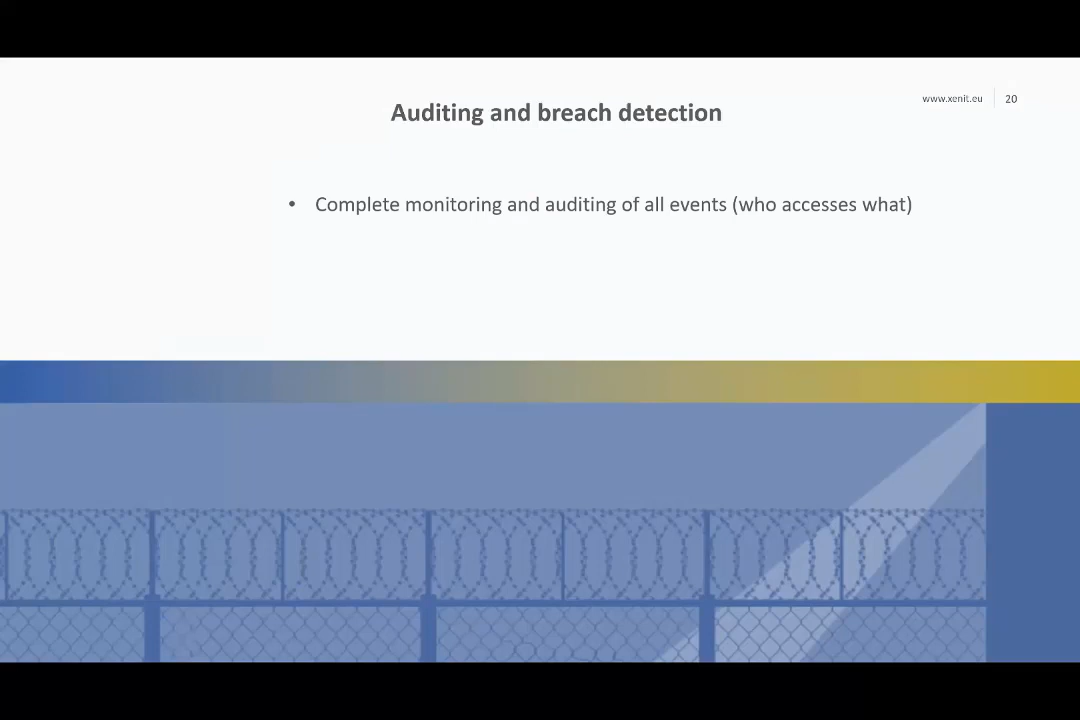 www.xenit.eu
20
Auditing and breach detection
• Complete monitoring and auditing of all events (who accesses what)